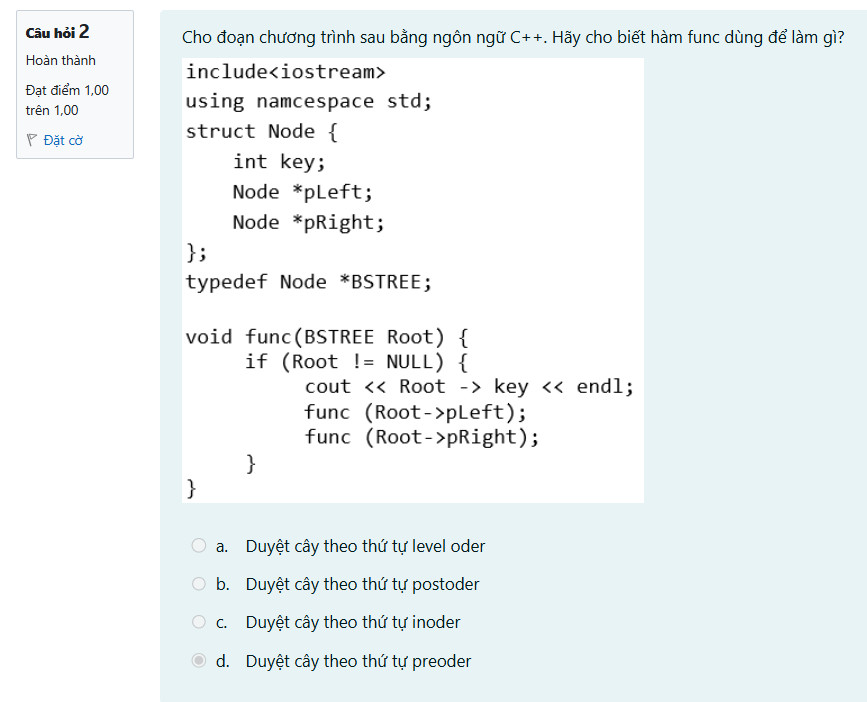 Câu hỏi 2
Hoàn thành
Đạt điểm 1,00
trên 1,00
Đặt cờ
Cho đoạn chương trình sau bằng ngôn ngữ C++. Hãy cho biết hàm func dùng để làm gì?
include<iostream>
using namcespace std;
struct Node {
    int key;
    Node *pLeft;
    Node *pRight;
};
typedef Node *BSTREE;
void func(BSTREE Root) {
     if (Root != NULL) {
          cout << Root -> key << endl;
          func (Root->pLeft);
          func (Root->pRight);
     }
}
a. Duyệt cây theo thứ tự level oder
b. Duyệt cây theo thứ tự postoder
c. Duyệt cây theo thứ tự inoder
d. Duyệt cây theo thứ tự preoder